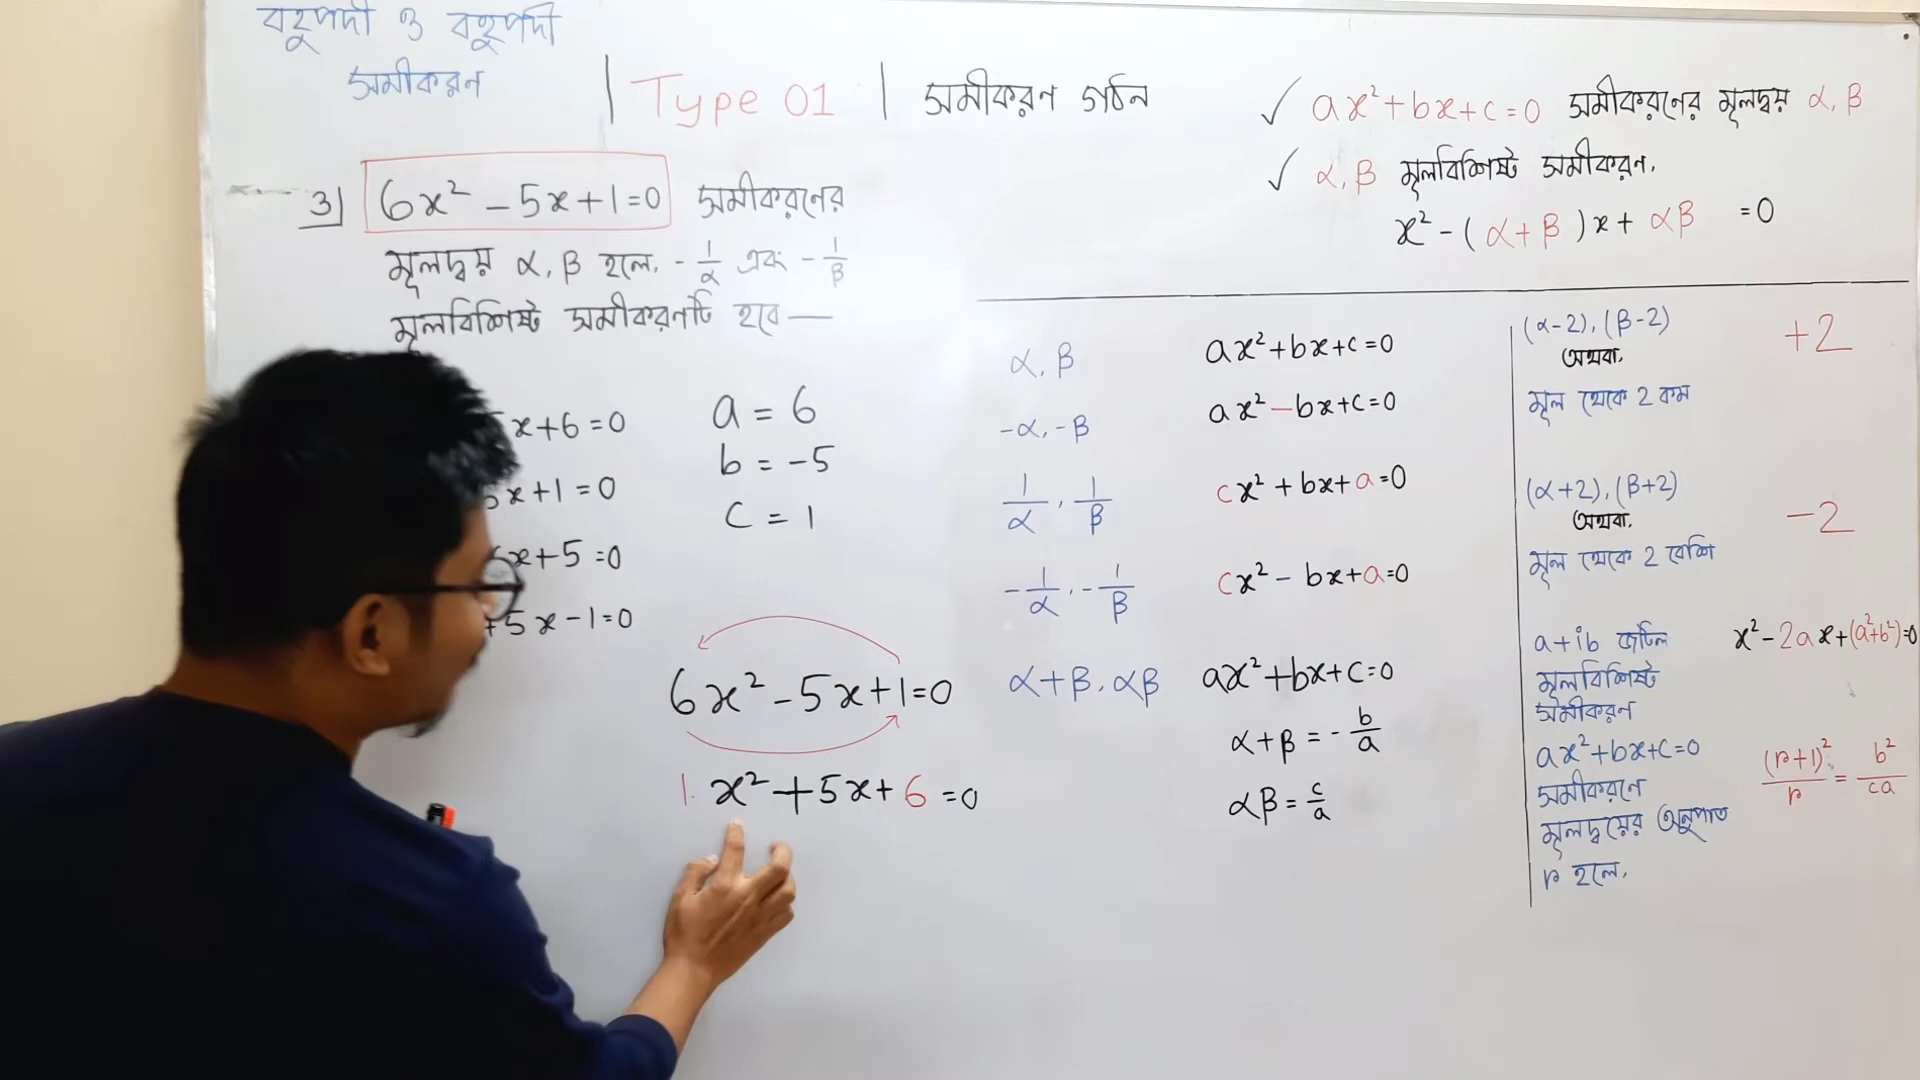 বহুপদী ও বহুপদী
সমীকরণ
| Type 01 | সমীকরণ গঠন
✓ ax²+bx+c=0 সমীকরণের মূলদ্বয় α, β
✓ α, β মূলবিশিষ্ট সমীকরণ,
x² - (α+β)x + αβ = 0
3) 6x² - 5x + 1 = 0 সমীকরণের
মূলদ্বয় α, β হলে, -1/α এবং -1/β
মূলবিশিষ্ট সমীকরণটি হবে —
x+6=0
5x+1=0
x+5=0
+5x-1=0
a = 6
b = -5
c = 1
6x² - 5x + 1 = 0
1. x² + 5x + 6 = 0
α, β ax²+bx+c=0
-α, -β ax²-bx+c=0
1/α, 1/β cx²+bx+a=0
-1/α, -1/β cx²-bx+a=0
α+β, αβ ax²+bx+c=0
α+β = -b/a
αβ = c/a
(α-2), (β-2) +2
অথবা,
মূল থেকে 2 কম
(α+2), (β+2) -2
অথবা,
মূল থেকে 2 বেশি
a+ib জটিল x²-2ax+(a²+b²)=0
মূলবিশিষ্ট
সমীকরণ
ax²+bx+c=0 (r+1)²/r = b²/ca
সমীকরণে
মূলদ্বয়ের অনুপাত
r হলে,